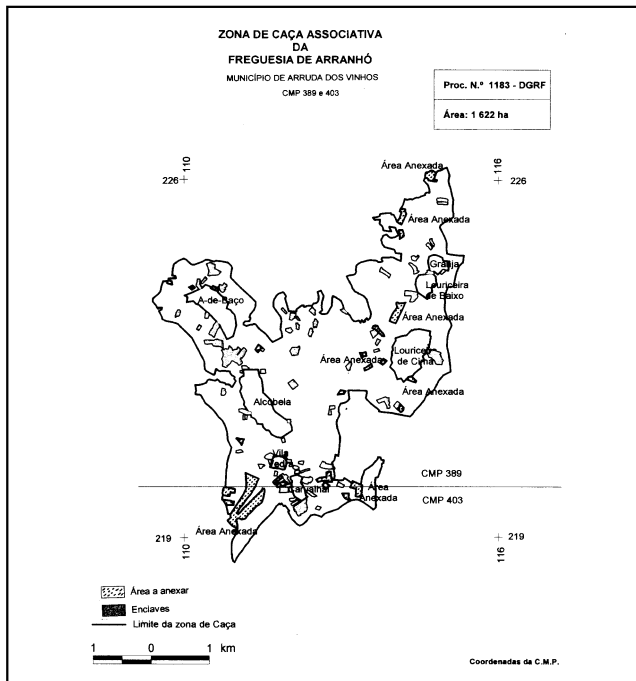 ZONA DE CAÇA ASSOCIATIVA
DA
FREGUESIA DE ARRANHÓ
MUNICÍPIO DE ARRUDA DOS VINHOS
CMP 389 e 403
Proc. N.º 1183 - DGRF
Área: 1 622 ha
110
226
116
226
Área Anexada
Área Anexada
Granja
Louriceira
de Baixo
A-de-Baço
Área Anexada
Área Anexada
Louriceira
de Cima
Área Anexada
Alcobela
Vila
Vedra
Carvalhal
CMP 389
CMP 403
Área
Anexada
Área Anexada
219
110
219
116
Área a anexar
Enclaves
Limite da zona de Caça
1 0 1 km
Coordenadas da C.M.P.